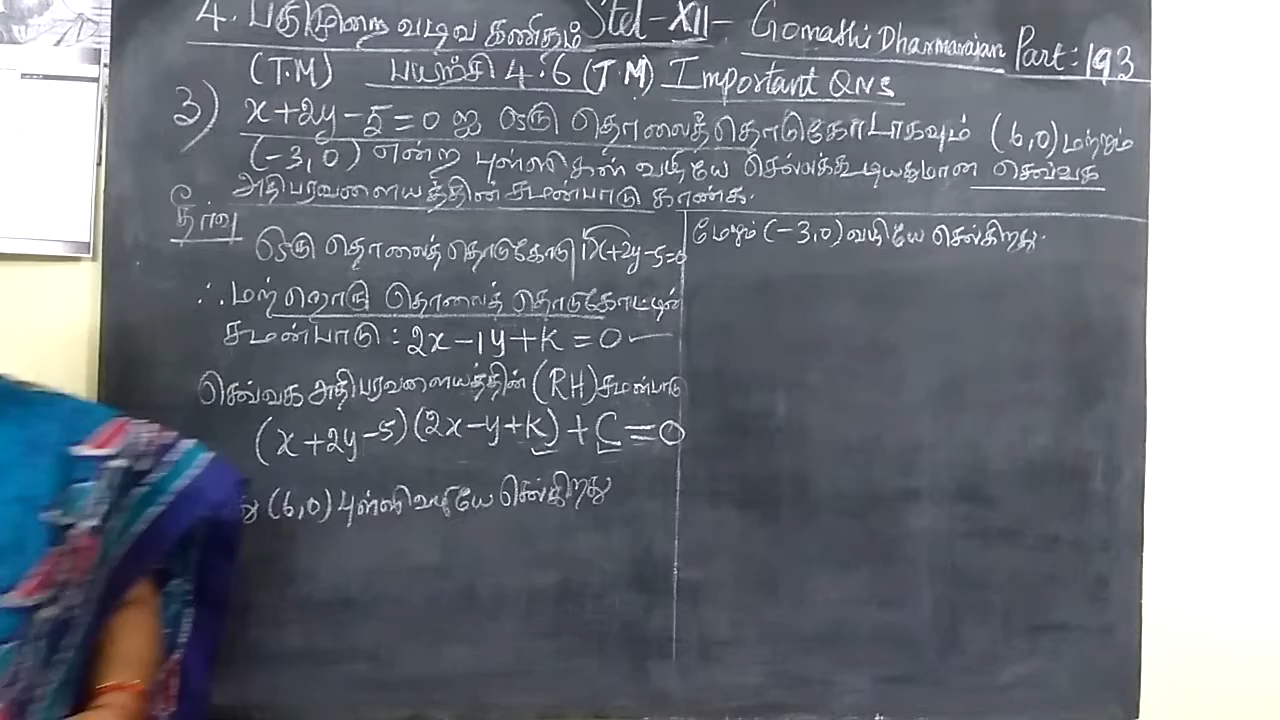 4. பகுமுறை வடிவ கணிதம் Std-XII- Gomathi Dharmarajan Part: 193
(T.M) பயிற்சி 4.6 (T.M) Important QNS
3) x+2y-5=0 ஐ ஒரு தொலைத் தொடுகோடாகவும் (6,0) மற்றும்
(-3,0) என்ற புள்ளிகள் வழியே செல்லக்கூடியதுமான செவ்வக
அதிபரவளையத்தின் சமன்பாடு காண்க.
தீர்வு
ஒரு தொலைத் தொடுகோடு 1x+2y-5=0
∴ மற்றொரு தொலைத் தொடுகோட்டின்
சமன்பாடு : 2x-1y+K=0
செவ்வக அதிபரவளையத்தின் (RH) சமன்பாடு
(x+2y-5)(2x-y+K)+C=0
(6,0) புள்ளி வழியே செல்கிறது
மேலும் (-3,0) வழியே செல்கிறது.